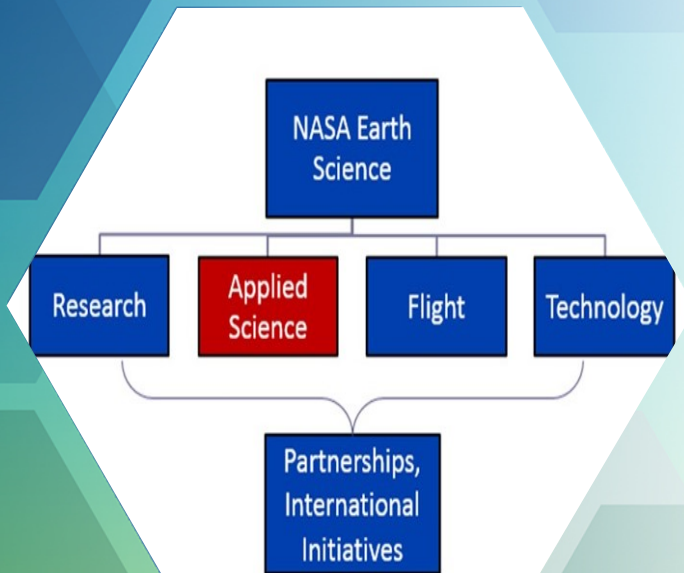 NASA Earth
Science
Research
Applied
Science
Flight
Technology
Partnerships,
International
Initiatives